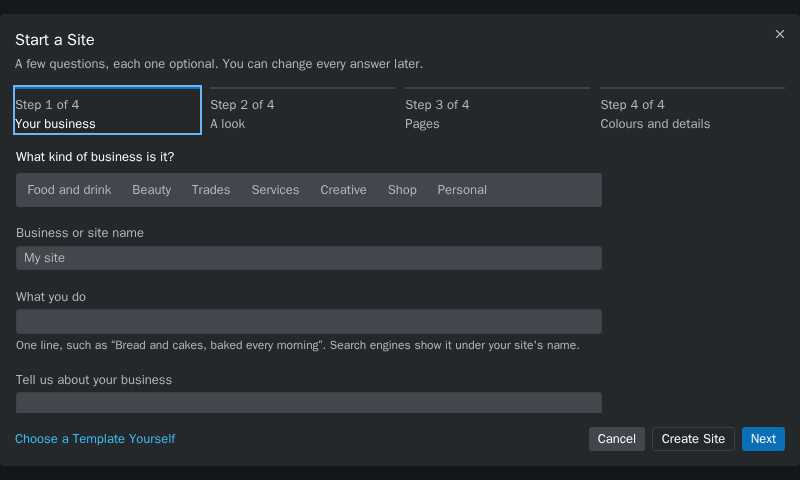 Start a Site
A few questions, each one optional. You can change every answer later.
Step 1 of 4
Your business
Step 2 of 4
A look
Step 3 of 4
Pages
Step 4 of 4
Colours and details
What kind of business is it?
Food and drink Beauty Trades Services Creative Shop Personal
Business or site name
My site
What you do
One line, such as “Bread and cakes, baked every morning”. Search engines show it under your site's name.
Tell us about your business
Choose a Template Yourself
Cancel
Create Site
Next